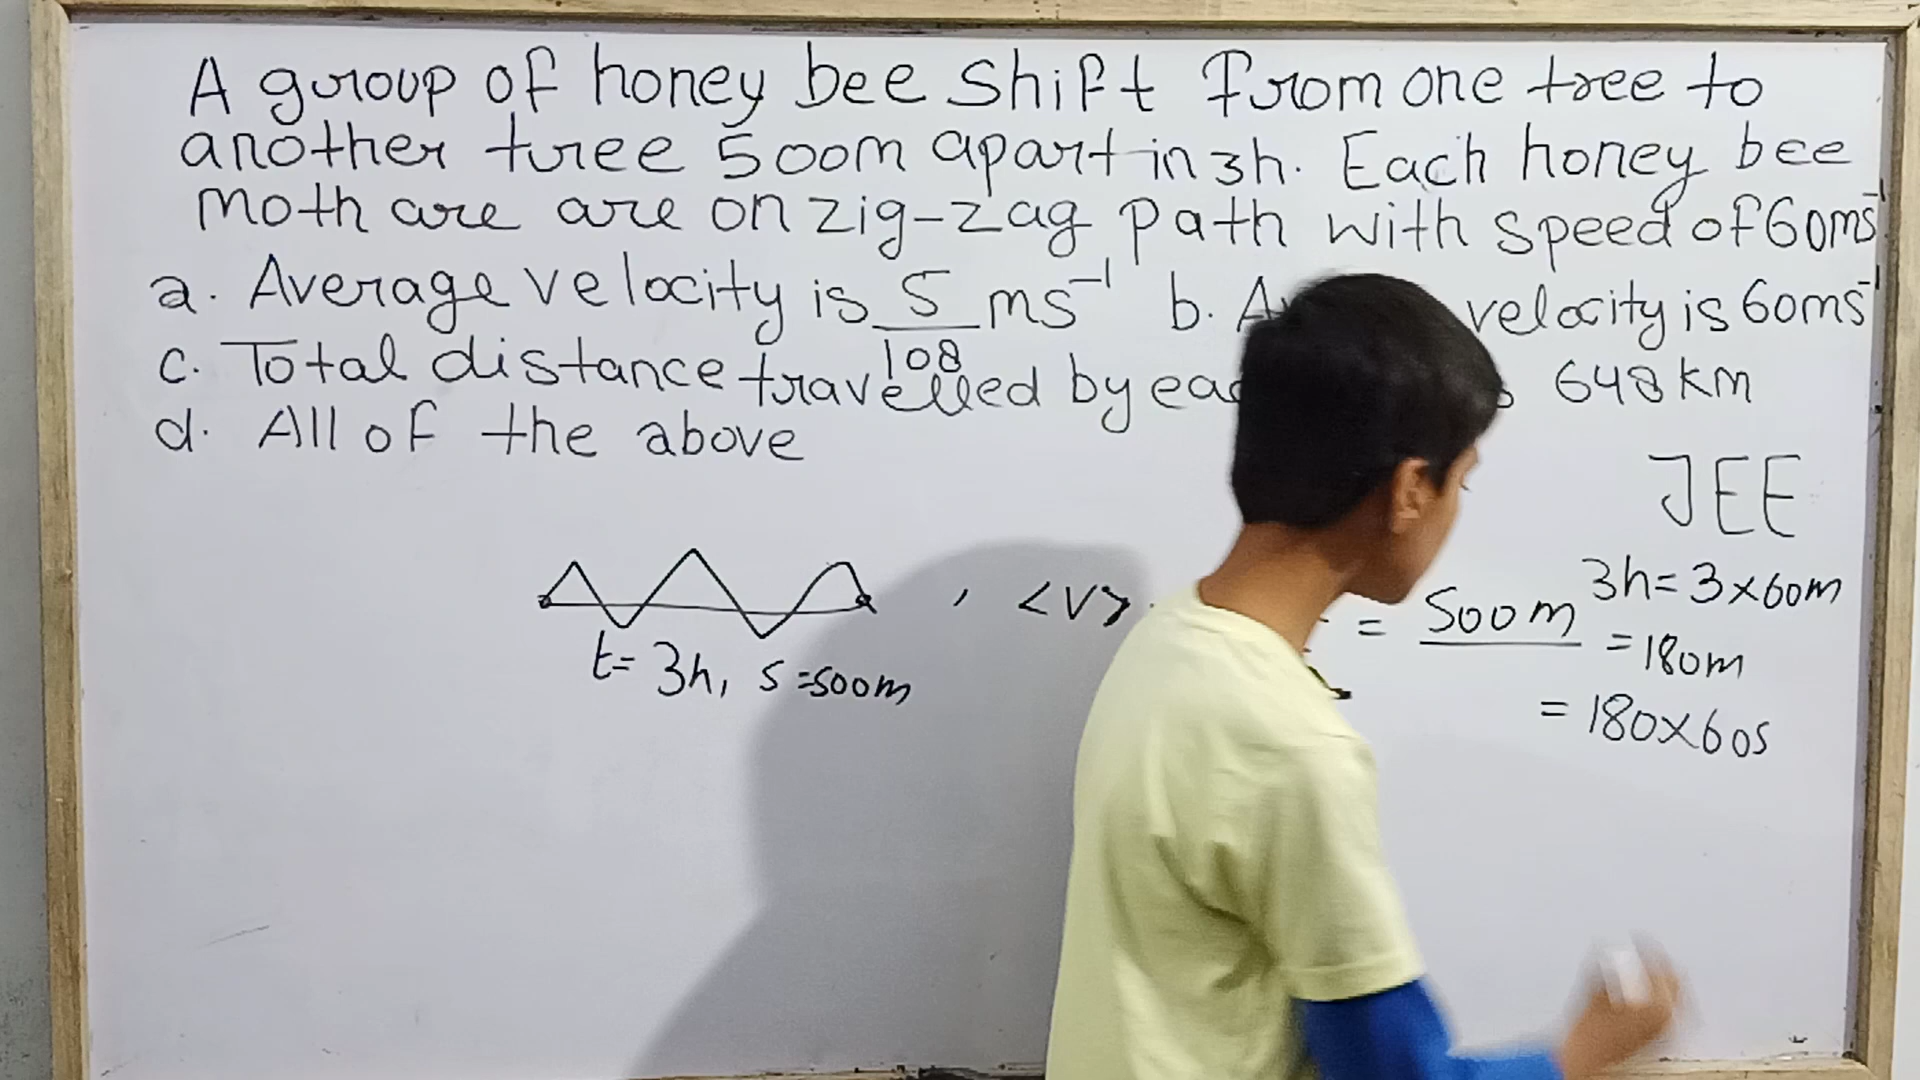 A group of honey bee shift from one tree to
another tree 500m apart in 3h. Each honey bee
moth are are on zig-zag path with speed of 60ms⁻¹
a. Average velocity is 5/108 ms⁻¹ b. velocity is 60ms⁻¹
c. Total distance travelled by 648 km
d. All of the above
JEE
<v> = 500m
3h = 3×60m
= 180m
= 180×60s
t = 3h, s = 500m